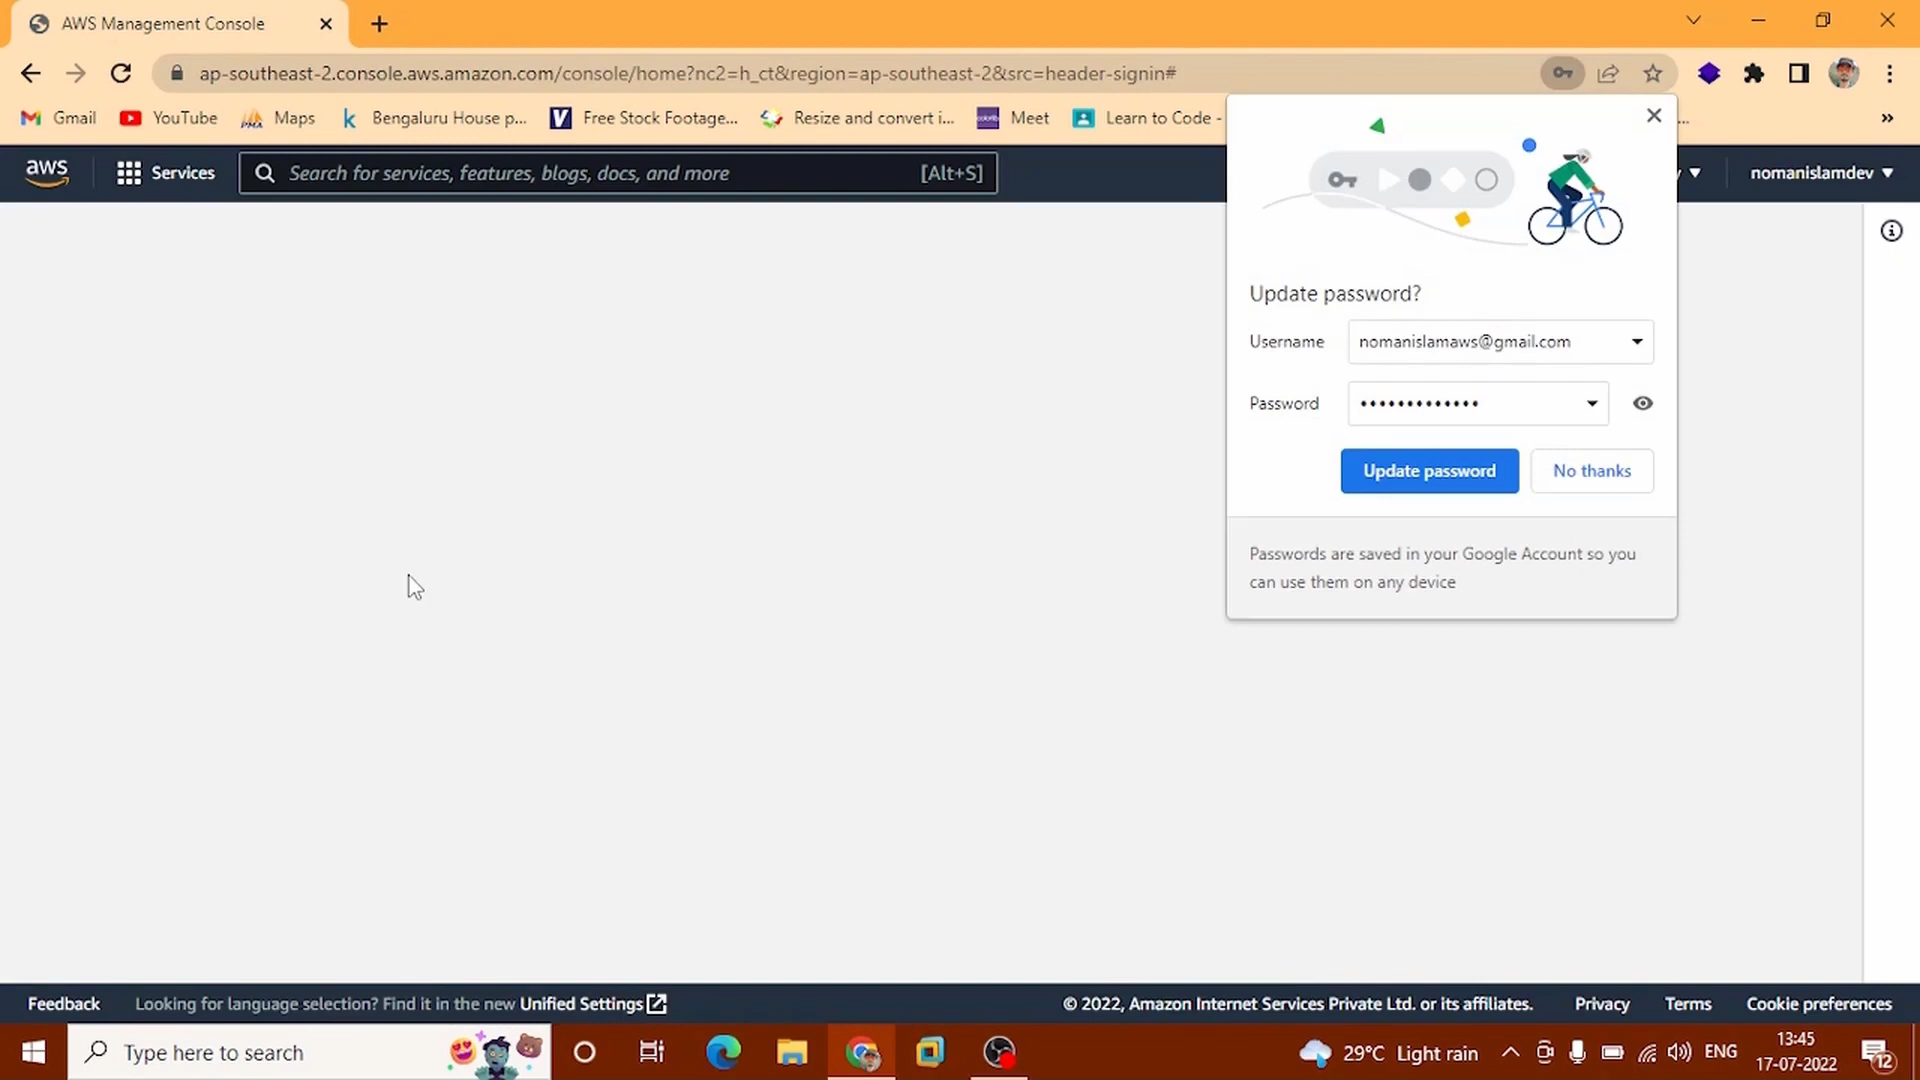 AWS Management Console
ap-southeast-2.console.aws.amazon.com/console/home?nc2=h_ct&region=ap-southeast-2&src=header-signin#
Gmail
YouTube
Maps
Bengaluru House p...
Free Stock Footage...
Resize and convert i...
Meet
Learn to Code -
aws
Services
Search for services, features, blogs, docs, and more
[Alt+S]
nomanislamdev
Update password?
Username
nomanislamaws@gmail.com
Password
Update password
No thanks
Passwords are saved in your Google Account so you
can use them on any device
Feedback
Looking for language selection? Find it in the new Unified Settings
© 2022, Amazon Internet Services Private Ltd. or its affiliates.
Privacy
Terms
Cookie preferences
Type here to search
29°C Light rain
ENG
13:45
17-07-2022
12